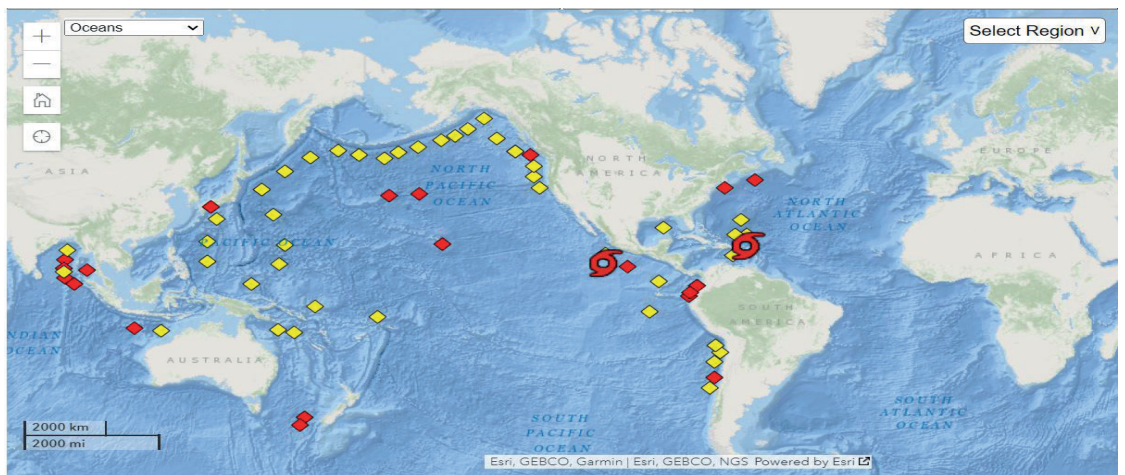 +
Oceans
Select Region V
—
ASIA
NORTH
AMERICA
EUROPE
NORTH
PACIFIC
OCEAN
NORTH
ATLANTIC
OCEAN
PACIFIC OCEAN
AFRICA
SOUTH
AMERICA
INDIAN
OCEAN
AUSTRALIA
SOUTH
ATLANTIC
OCEAN
SOUTH
PACIFIC
OCEAN
2000 km
2000 mi
Esri, GEBCO, Garmin | Esri, GEBCO, NGS Powered by Esri